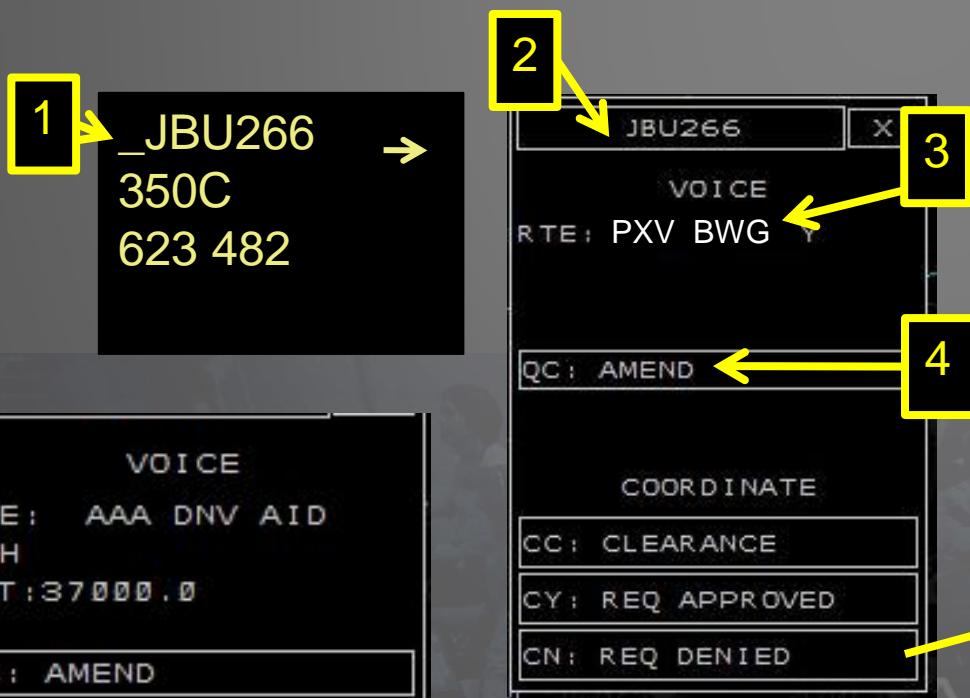 1
_JBU266 →
350C
623 482
2
JBU266 X
VOICE
RTE: PXV BWG Y
3
QC: AMEND
4
COORDINATE
CC: CLEARANCE
CY: REQ APPROVED
CN: REQ DENIED
VOICE
E: AAA DNV AID
H
T:37000.0
: AMEND